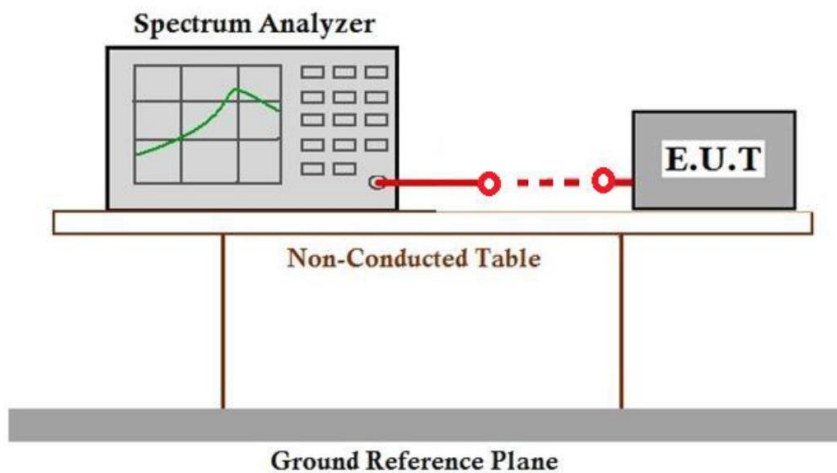 Spectrum Analyzer
E.U.T
Non-Conducted Table
Ground Reference Plane